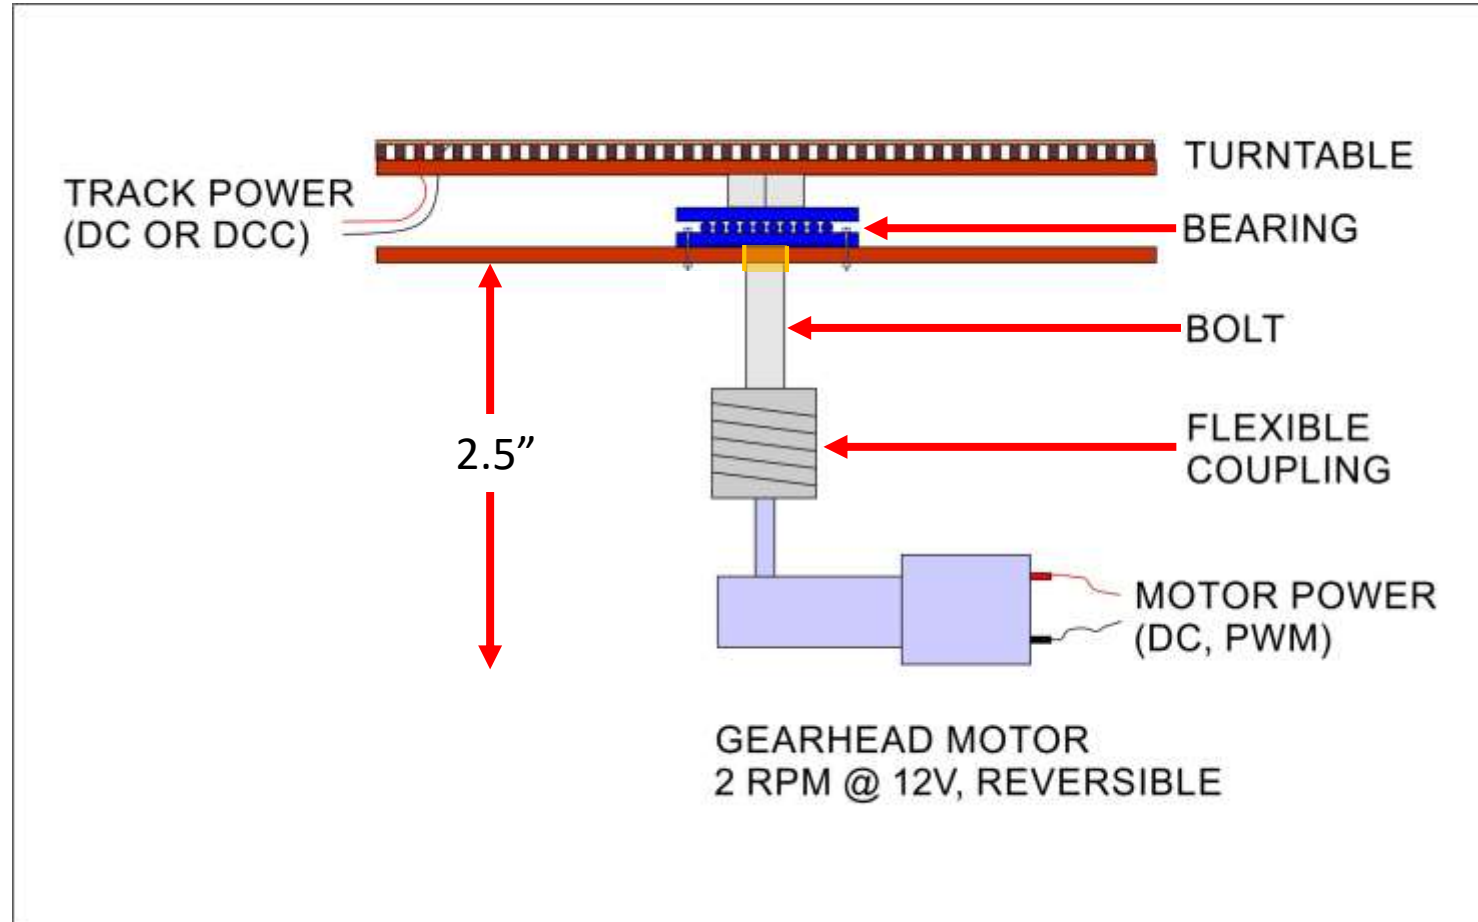 TURNTABLE
TRACK POWER
(DC OR DCC)
BEARING
BOLT
2.5”
FLEXIBLE
COUPLING
MOTOR POWER
(DC, PWM)
GEARHEAD MOTOR
2 RPM @ 12V, REVERSIBLE